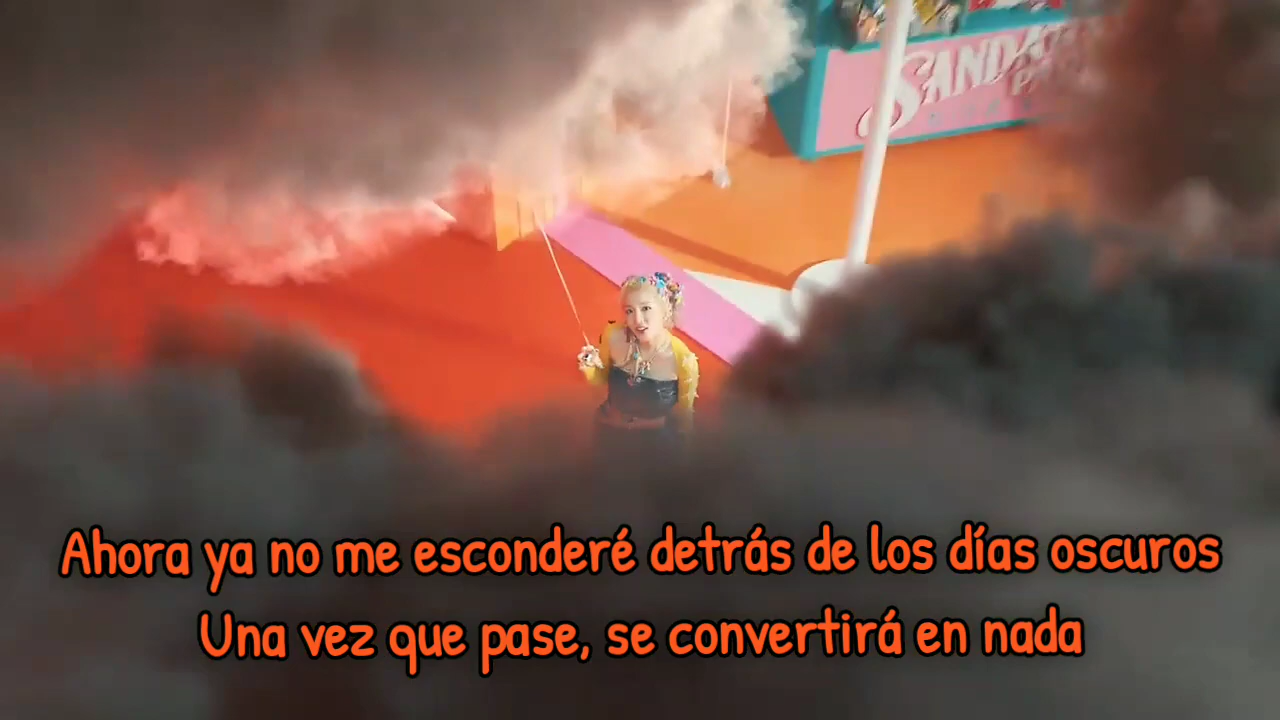 Ahora ya no me esconderé detrás de los días oscuros
Una vez que pase, se convertirá en nada